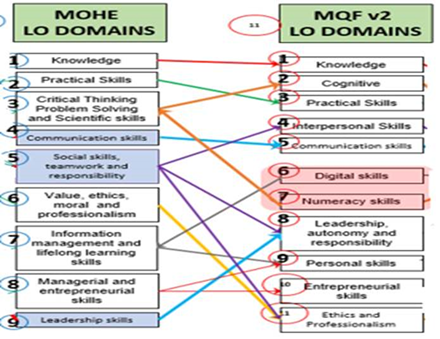 MOHE
LO DOMAINS
1 Knowledge
2 Practical Skills
3 Critical Thinking
Problem Solving
and Scientific skills
4 Communication skills
5 Social skills,
teamwork and
responsibility
6 Value, ethics,
moral and
professionalism
7 Information
management and
lifelong learning
skills
8 Managerial and
entrepreneurial
skills
9 Leadership skills
11
MQF v2
LO DOMAINS
1 Knowledge
2 Cognitive
3 Practical Skills
4 Interpersonal Skills
5 Communication skills
6 Digital skills
7 Numeracy skills
8 Leadership,
autonomy and
responsibility
9 Personal skills
10 Entrepreneurial
skills
11 Ethics and
Professionalism